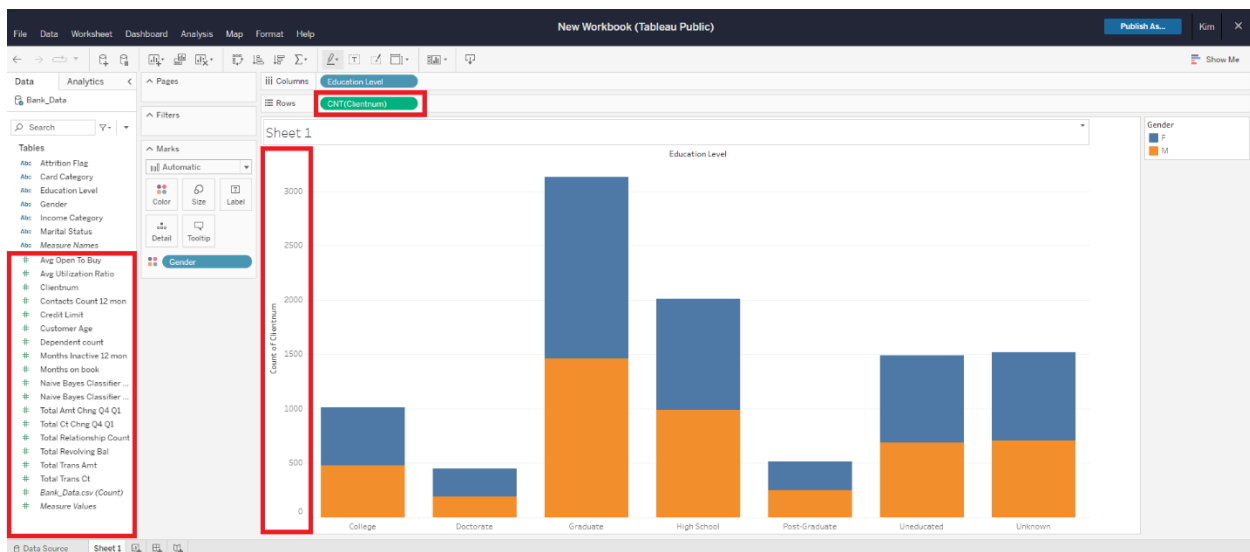 New Workbook (Tableau Public)
Publish As...
Kim
File Data Worksheet Dashboard Analysis Map Format Help
Show Me
Data Analytics
Bank_Data
Search
Tables
Abc Attrition Flag
Abc Card Category
Abc Education Level
Abc Gender
Abc Income Category
Abc Marital Status
Abc Measure Names
# Avg Open To Buy
# Avg Utilization Ratio
# Clientnum
# Contacts Count 12 mon
# Credit Limit
# Customer Age
# Dependent count
# Months Inactive 12 mon
# Months on book
# Naive Bayes Classifier ...
# Naive Bayes Classifier ...
# Total Amt Chng Q4 Q1
# Total Ct Chng Q4 Q1
# Total Relationship Count
# Total Revolving Bal
# Total Trans Amt
# Total Trans Ct
# Bank_Data.csv (Count)
# Measure Values
Pages
Filters
Marks
Automatic
Color Size Label
Detail Tooltip
Gender
Columns Education Level
Rows CNT(Clientnum)
Sheet 1
Education Level
Count of Clientnum
3000
2500
2000
1500
1000
500
0
College Doctorate Graduate High School Post-Graduate Uneducated Unknown
Gender
F
M
Data Source Sheet 1